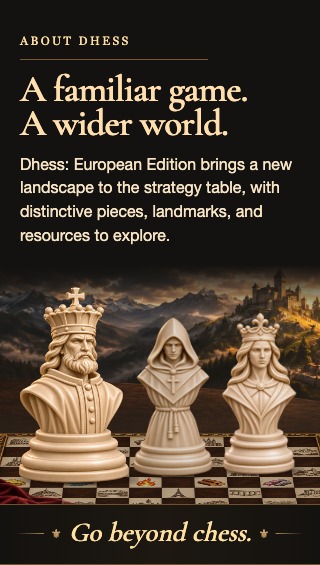 ABOUT DHESS
A familiar game.
A wider world.
Dhess: European Edition brings a new
landscape to the strategy table, with
distinctive pieces, landmarks, and
resources to explore.
Go beyond chess.